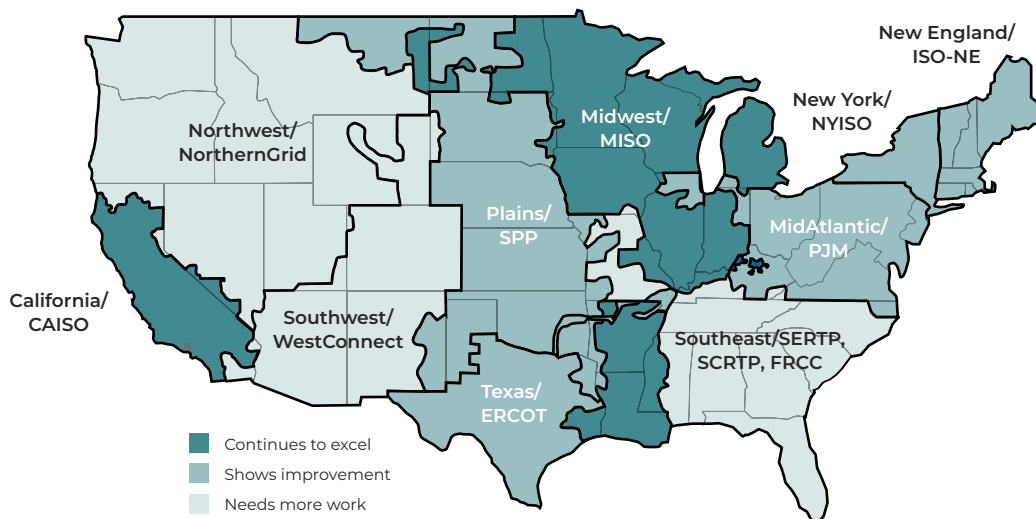 New England/
ISO-NE
New York/
NYISO
Midwest/
MISO
Northwest/
NorthernGrid
Plains/
SPP
MidAtlantic/
PJM
California/
CAISO
Southwest/
WestConnect
Southeast/SERTP,
SCRTP, FRCC
Texas/
ERCOT
Continues to excel
Shows improvement
Needs more work